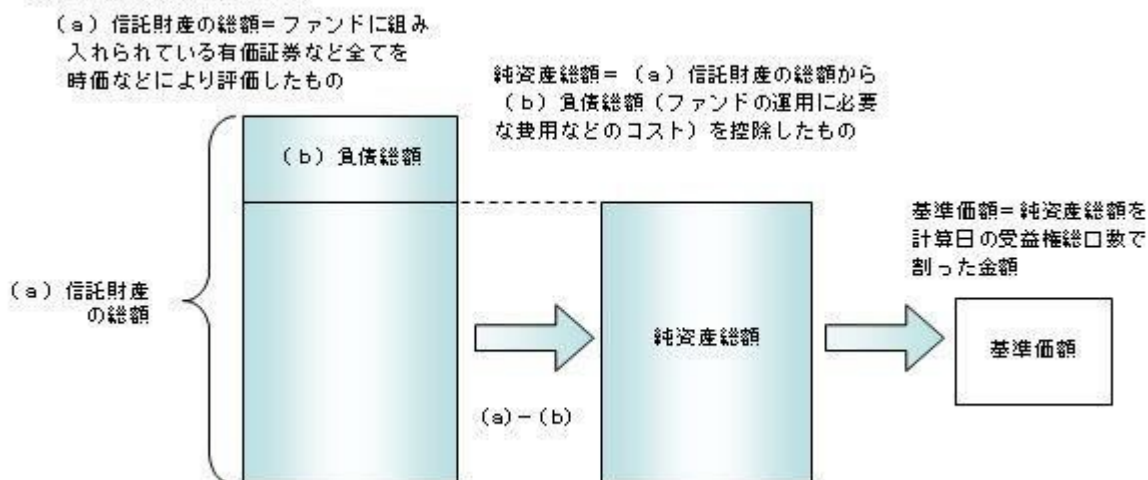 (a)信託財産の総額=ファンドに組み
入れられている有価証券など全てを
時価などにより評価したもの
純資産総額=(a)信託財産の総額から
(b)負債総額(ファンドの運用に必要
な費用などのコスト)を控除したもの
(b)負債総額
基準価額=純資産総額を
計算日の受益権総口数で
割った金額
(a)信託財産
の総額
純資産総額
基準価額
(a)-(b)